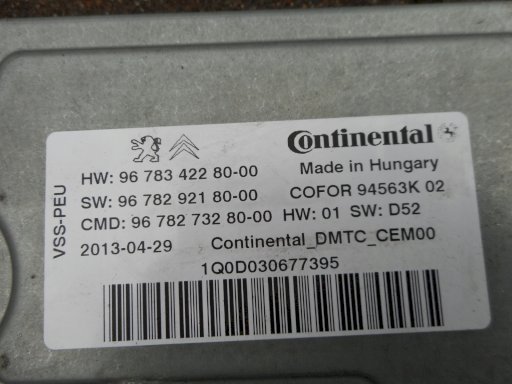 Continental
VSS-PEU
HW: 96 783 422 80-00
Made in Hungary
SW: 96 782 921 80-00
COFOR 94563K 02
CMD: 96 782 732 80-00 HW: 01 SW: D52
2013-04-29 Continental_DMTC_CEM00
1Q0D030677395